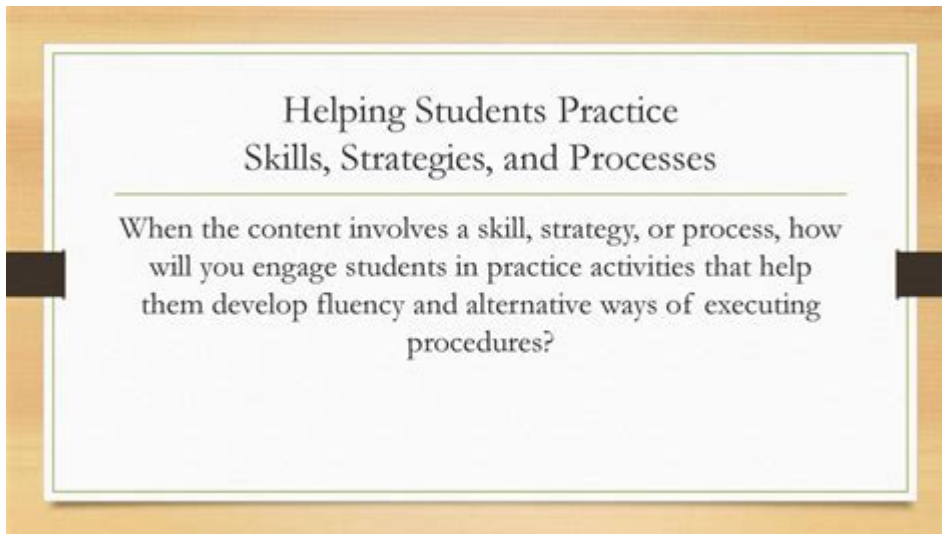 Helping Students Practice
Skills, Strategies, and Processes
When the content involves a skill, strategy, or process, how
will you engage students in practice activities that help
them develop fluency and alternative ways of executing
procedures?